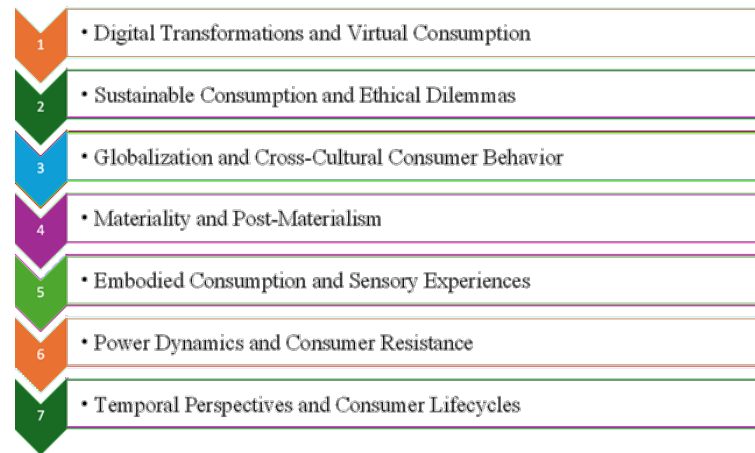 1 • Digital Transformations and Virtual Consumption
2 • Sustainable Consumption and Ethical Dilemmas
3 • Globalization and Cross-Cultural Consumer Behavior
4 • Materiality and Post-Materialism
5 • Embodied Consumption and Sensory Experiences
6 • Power Dynamics and Consumer Resistance
7 • Temporal Perspectives and Consumer Lifecycles